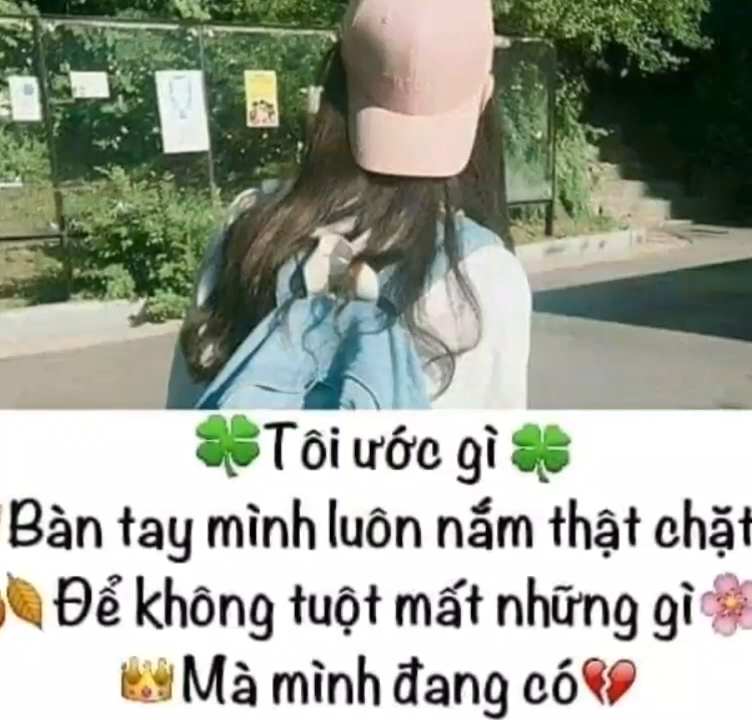 🍀Tôi ước gì🍀
Bàn tay mình luôn nắm thật chặt
🍂Để không tuột mất những gì🌸
👑Mà mình đang có💔